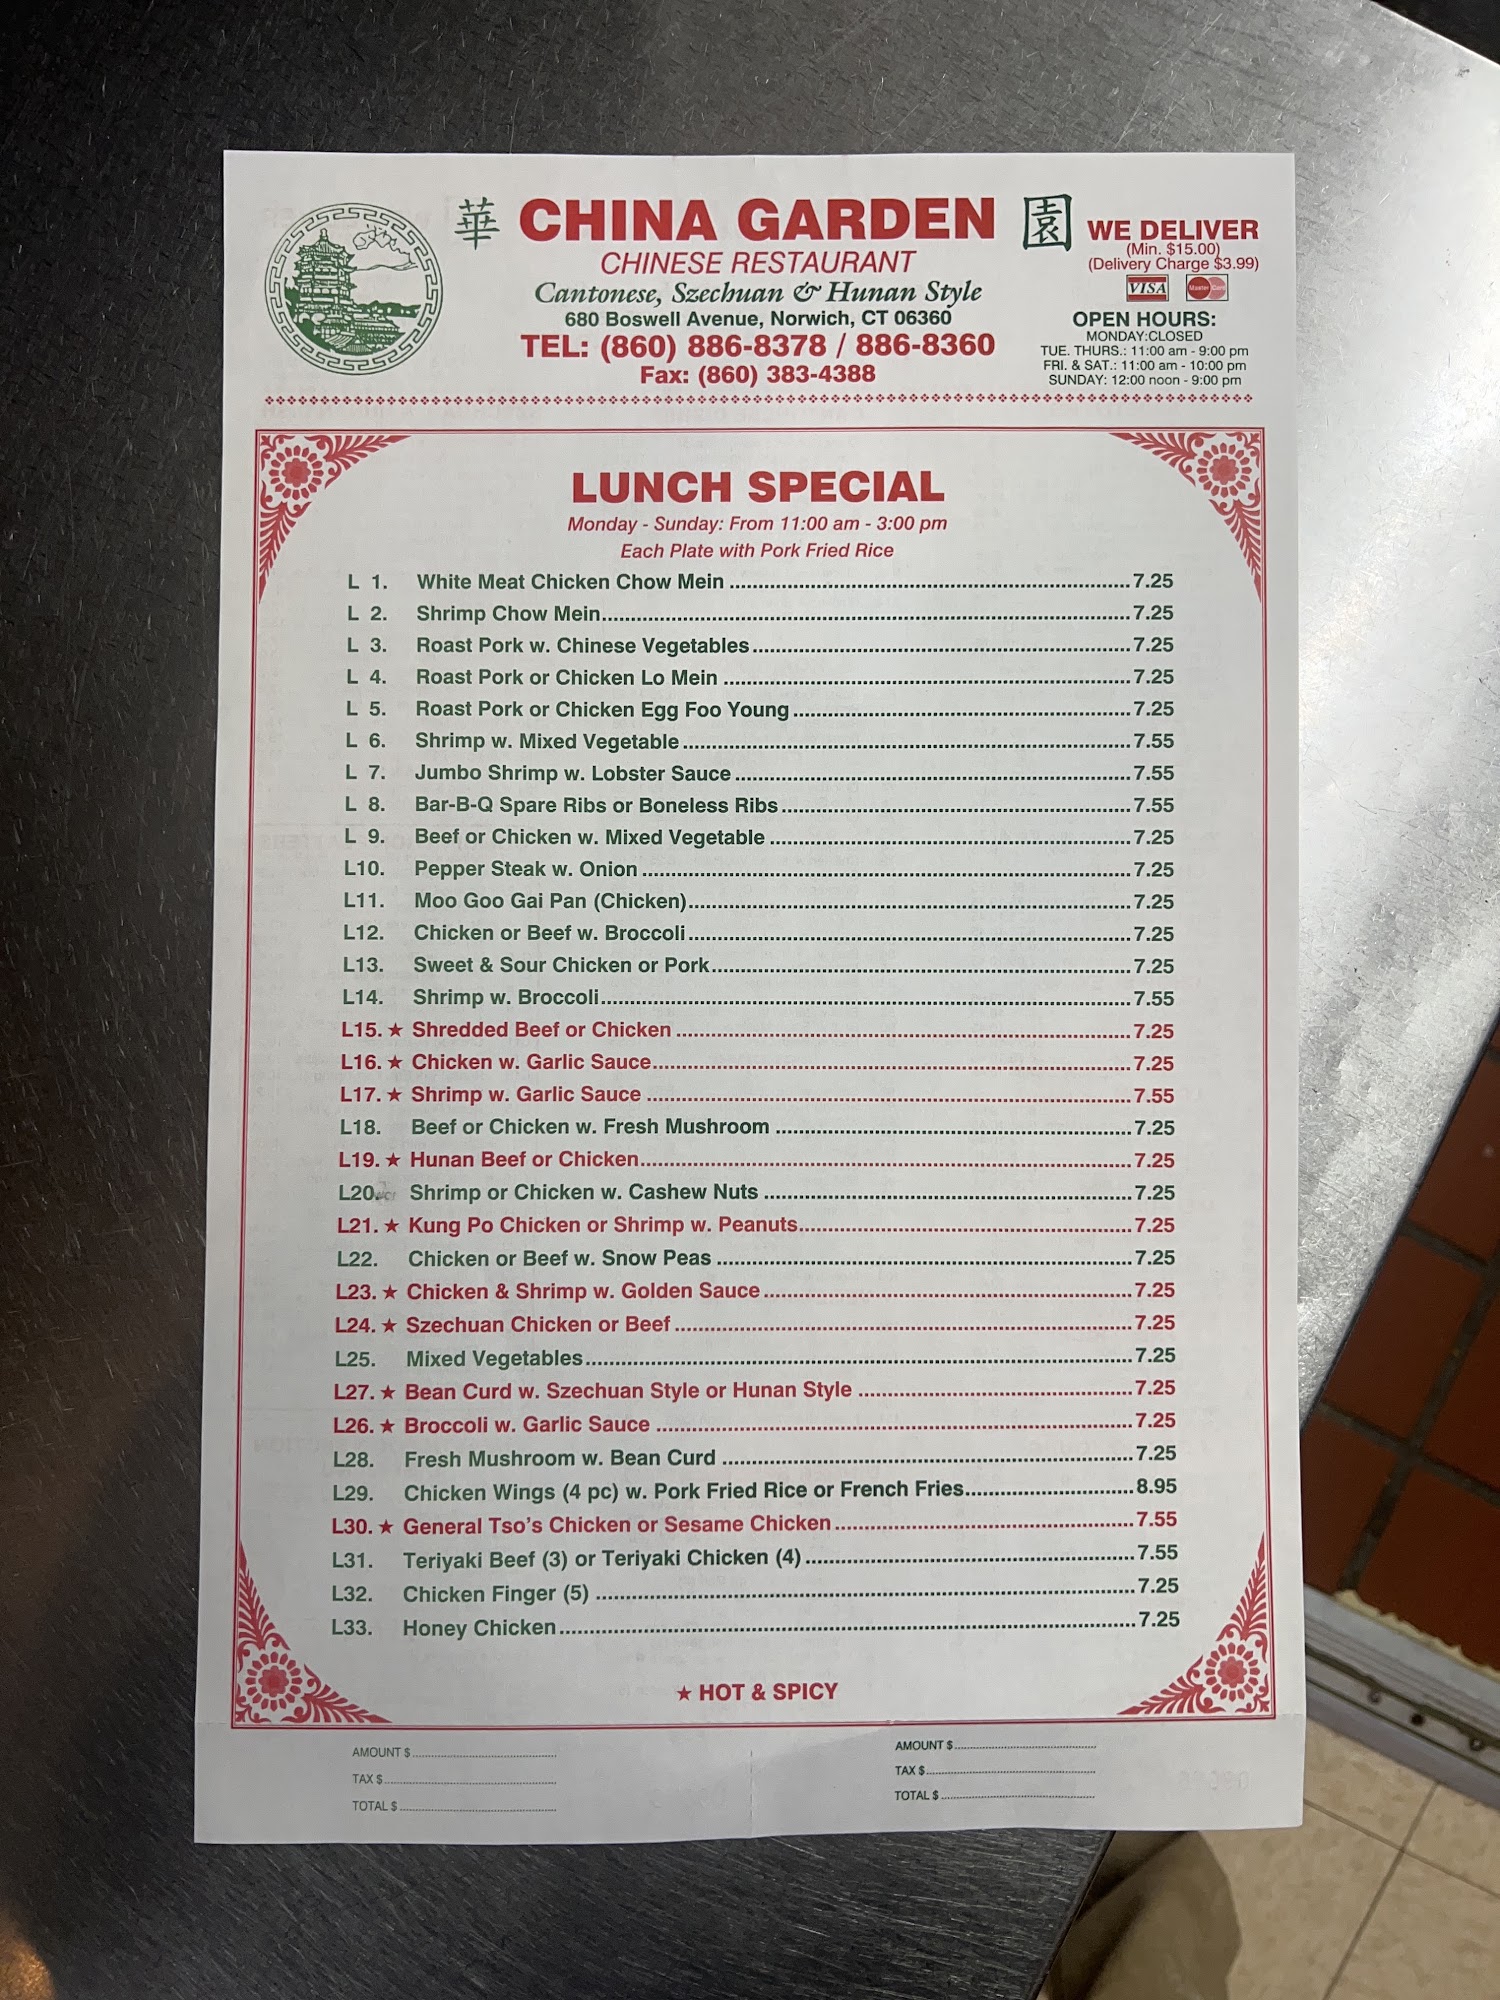 華 CHINA GARDEN 園
CHINESE RESTAURANT
Cantonese, Szechuan & Hunan Style
680 Boswell Avenue, Norwich, CT 06360
TEL: (860) 886-8378 / 886-8360
Fax: (860) 383-4388
WE DELIVER
(Min. $15.00)
(Delivery Charge $3.99)
VISA MasterCard
OPEN HOURS:
MONDAY:CLOSED
TUE. THURS.: 11:00 am - 9:00 pm
FRI. & SAT.: 11:00 am - 10:00 pm
SUNDAY: 12:00 noon - 9:00 pm
LUNCH SPECIAL
Monday - Sunday: From 11:00 am - 3:00 pm
Each Plate with Pork Fried Rice
L 1. White Meat Chicken Chow Mein 7.25
L 2. Shrimp Chow Mein 7.25
L 3. Roast Pork w. Chinese Vegetables 7.25
L 4. Roast Pork or Chicken Lo Mein 7.25
L 5. Roast Pork or Chicken Egg Foo Young 7.25
L 6. Shrimp w. Mixed Vegetable 7.55
L 7. Jumbo Shrimp w. Lobster Sauce 7.55
L 8. Bar-B-Q Spare Ribs or Boneless Ribs 7.55
L 9. Beef or Chicken w. Mixed Vegetable 7.25
L10. Pepper Steak w. Onion 7.25
L11. Moo Goo Gai Pan (Chicken) 7.25
L12. Chicken or Beef w. Broccoli 7.25
L13. Sweet & Sour Chicken or Pork 7.25
L14. Shrimp w. Broccoli 7.55
L15. ★ Shredded Beef or Chicken 7.25
L16. ★ Chicken w. Garlic Sauce 7.25
L17. ★ Shrimp w. Garlic Sauce 7.55
L18. Beef or Chicken w. Fresh Mushroom 7.25
L19. ★ Hunan Beef or Chicken 7.25
L20. Shrimp or Chicken w. Cashew Nuts 7.25
L21. ★ Kung Po Chicken or Shrimp w. Peanuts 7.25
L22. Chicken or Beef w. Snow Peas 7.25
L23. ★ Chicken & Shrimp w. Golden Sauce 7.25
L24. ★ Szechuan Chicken or Beef 7.25
L25. Mixed Vegetables 7.25
L27. ★ Bean Curd w. Szechuan Style or Hunan Style 7.25
L26. ★ Broccoli w. Garlic Sauce 7.25
L28. Fresh Mushroom w. Bean Curd 7.25
L29. Chicken Wings (4 pc) w. Pork Fried Rice or French Fries 8.95
L30. ★ General Tso's Chicken or Sesame Chicken 7.55
L31. Teriyaki Beef (3) or Teriyaki Chicken (4) 7.55
L32. Chicken Finger (5) 7.25
L33. Honey Chicken 7.25
★ HOT & SPICY
AMOUNT $
TAX $
TOTAL $
AMOUNT $
TAX $
TOTAL $